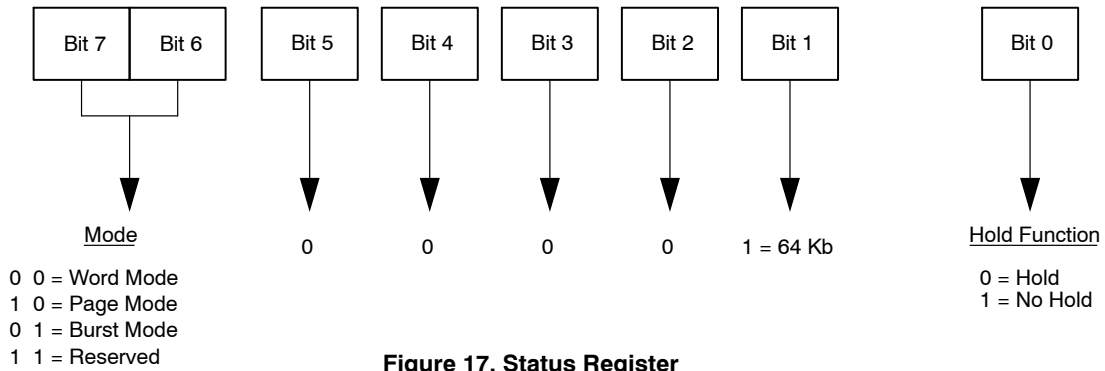 Bit 7 Bit 6 Bit 5 Bit 4 Bit 3 Bit 2 Bit 1 Bit 0
Mode 0 0 0 0 1 = 64 Kb Hold Function
0 0 = Word Mode
1 0 = Page Mode
0 1 = Burst Mode
1 1 = Reserved
0 = Hold
1 = No Hold
Figure 17. Status Register